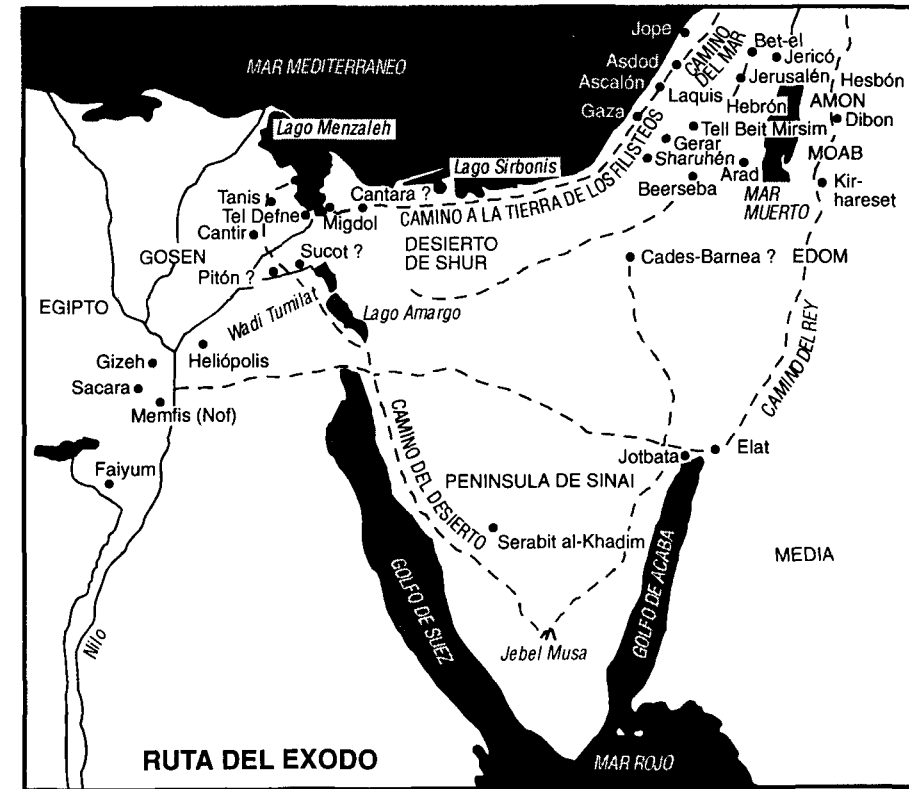 Jope
Bet-el
MAR MEDITERRANEO
CAMINO
DEL MAR
Jericó
Asdod
Ascalón
Jerusalén
Hesbón
Laquis
Hebrón
AMON
Gaza
Dibon
Lago Menzaleh
Tell Beit Mirsim
Gerar
MOAB
Lago Sirbonis
Sharuhén
Arad
Tanis
Cantara ?
Beerseba
MAR
MUERTO
Kir-
hareset
Tel Defne
Migdol
CAMINO A LA TIERRA DE LOS FILISTEOS
Cantir
DESIERTO
DE SHUR
Sucot ?
GOSEN
Cades-Barnea ?
EDOM
Pitón ?
EGIPTO
Wadi Tumilat
Lago Amargo
CAMINO DEL REY
Gizeh
Heliópolis
Sacara
Memfis (Nof)
CAMINO DEL DESIERTO
Jotbata
Elat
Faiyum
PENINSULA DE SINAI
Serabit al-Khadim
MEDIA
GOLFO DE SUEZ
GOLFO DE ACABA
Nilo
Jebel Musa
RUTA DEL EXODO
MAR ROJO